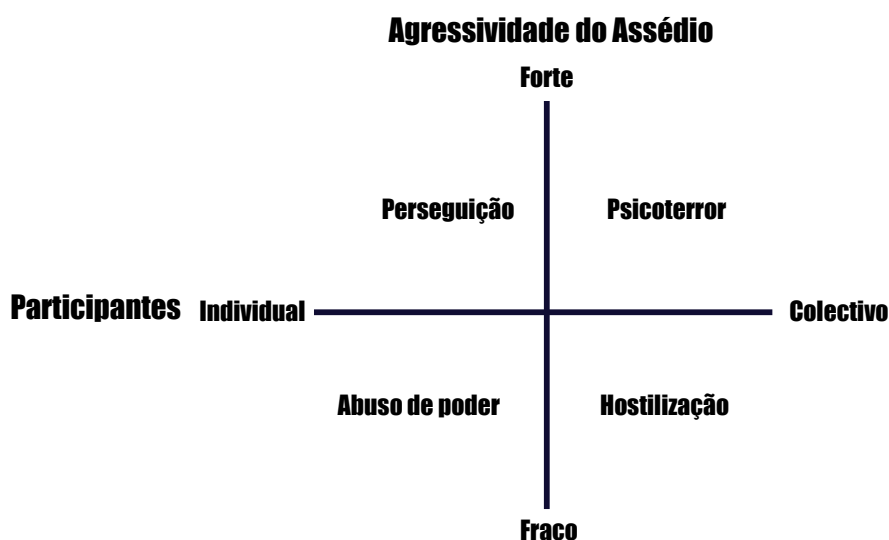 Agressividade do Assédio
Forte
Perseguição Psicoterror
Participantes Individual Colectivo
Abuso de poder Hostilização
Fraco